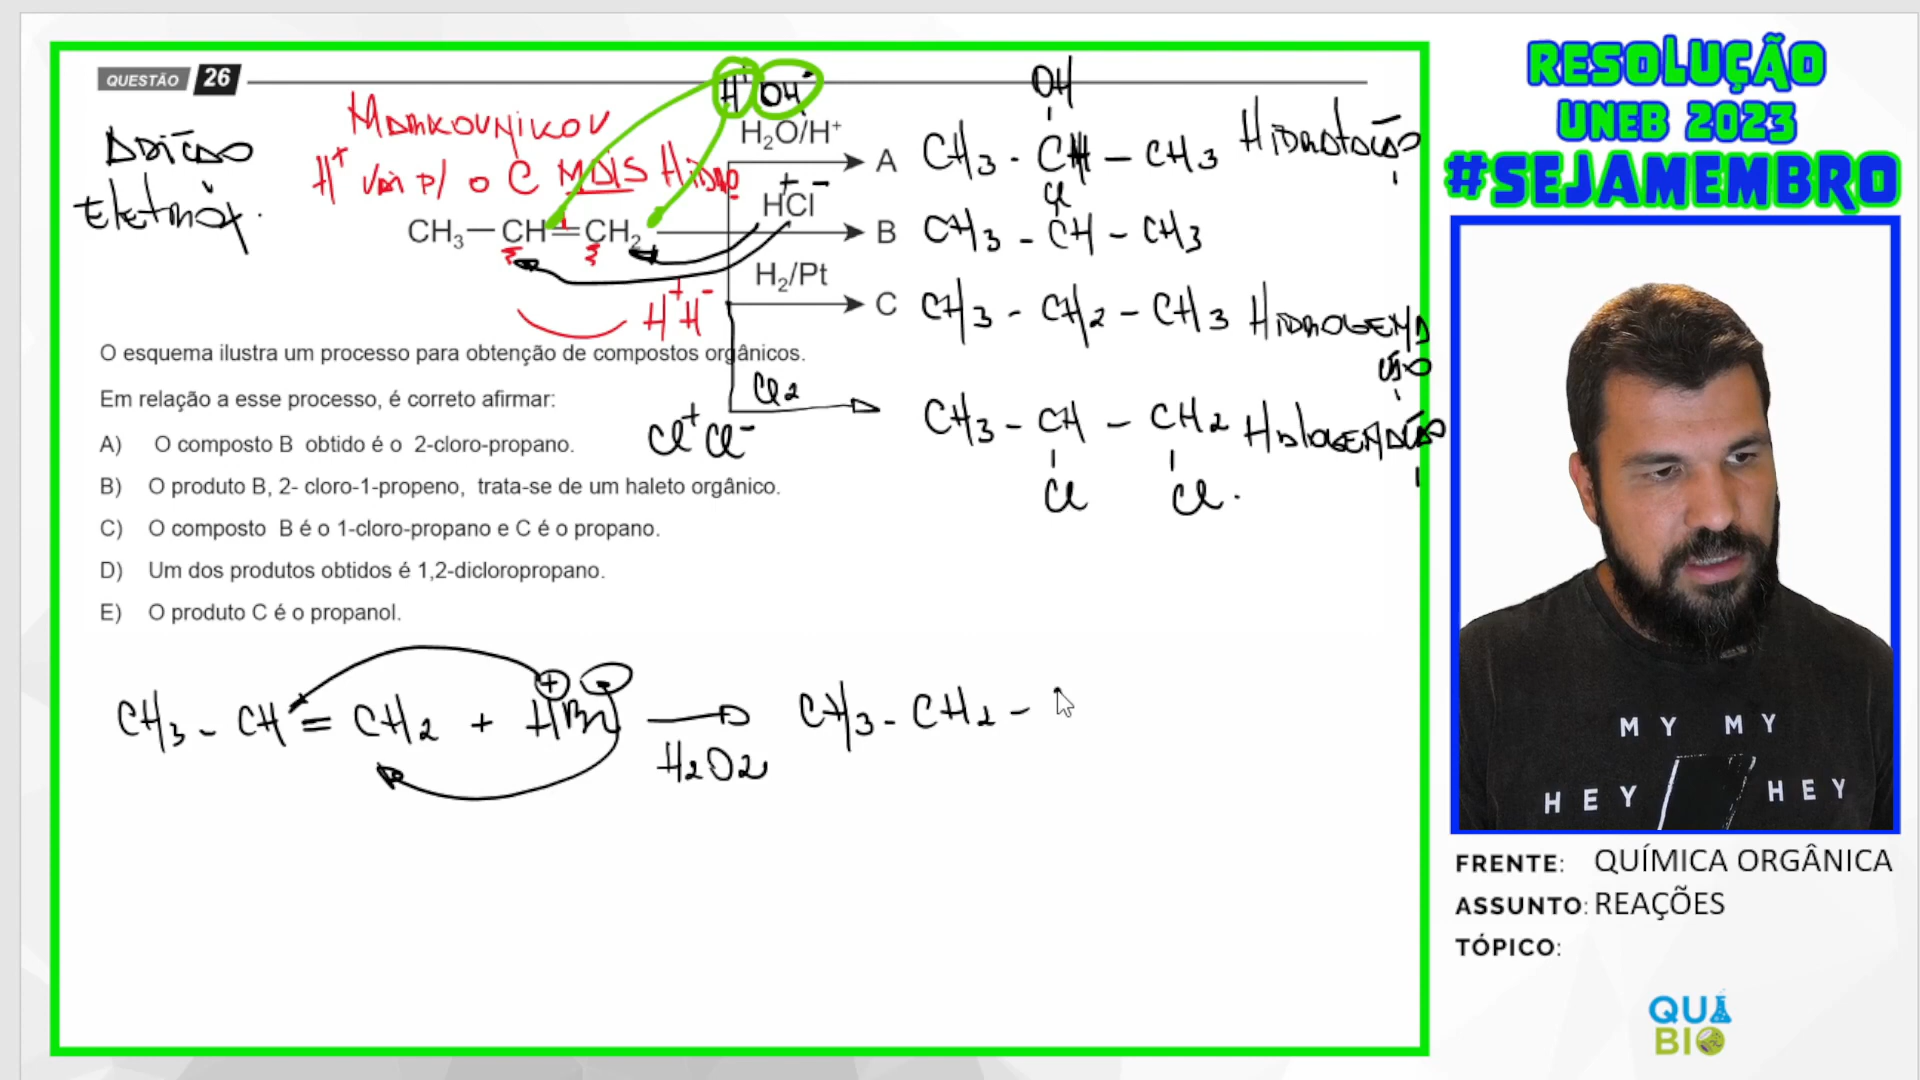 RESOLUÇÃO
UNEB 2023
#SEJAMEMBRO
QUESTÃO 26
ADIÇÃO
Eletróf.
MARKOVNIKOV
H+ vai p/ o C MAIS HIDRO
H+ OH-
H₂O/H+
A
OH
CH3 - CH - CH3 HIDRATAÇÃO
+ -
HCl
CH₃—CH=CH₂
B
Cl
CH3 - CH - CH3
H₂/Pt
H+ H-
C
CH3 - CH2 - CH3 HIDROGENA
ÇÃO
Cl2
Cl+ Cl-
CH3 - CH - CH2 HALOGENAÇÃO
Cl Cl
O esquema ilustra um processo para obtenção de compostos orgânicos.
Em relação a esse processo, é correto afirmar:
A) O composto B obtido é o 2-cloro-propano.
B) O produto B, 2- cloro-1-propeno, trata-se de um haleto orgânico.
C) O composto B é o 1-cloro-propano e C é o propano.
D) Um dos produtos obtidos é 1,2-dicloropropano.
E) O produto C é o propanol.
+ -
CH3 - CH = CH2 + HBr CH3 - CH2 -
H2O2
MY MY
HEY HEY
FRENTE: QUÍMICA ORGÂNICA
ASSUNTO: REAÇÕES
TÓPICO:
QUI
BIO